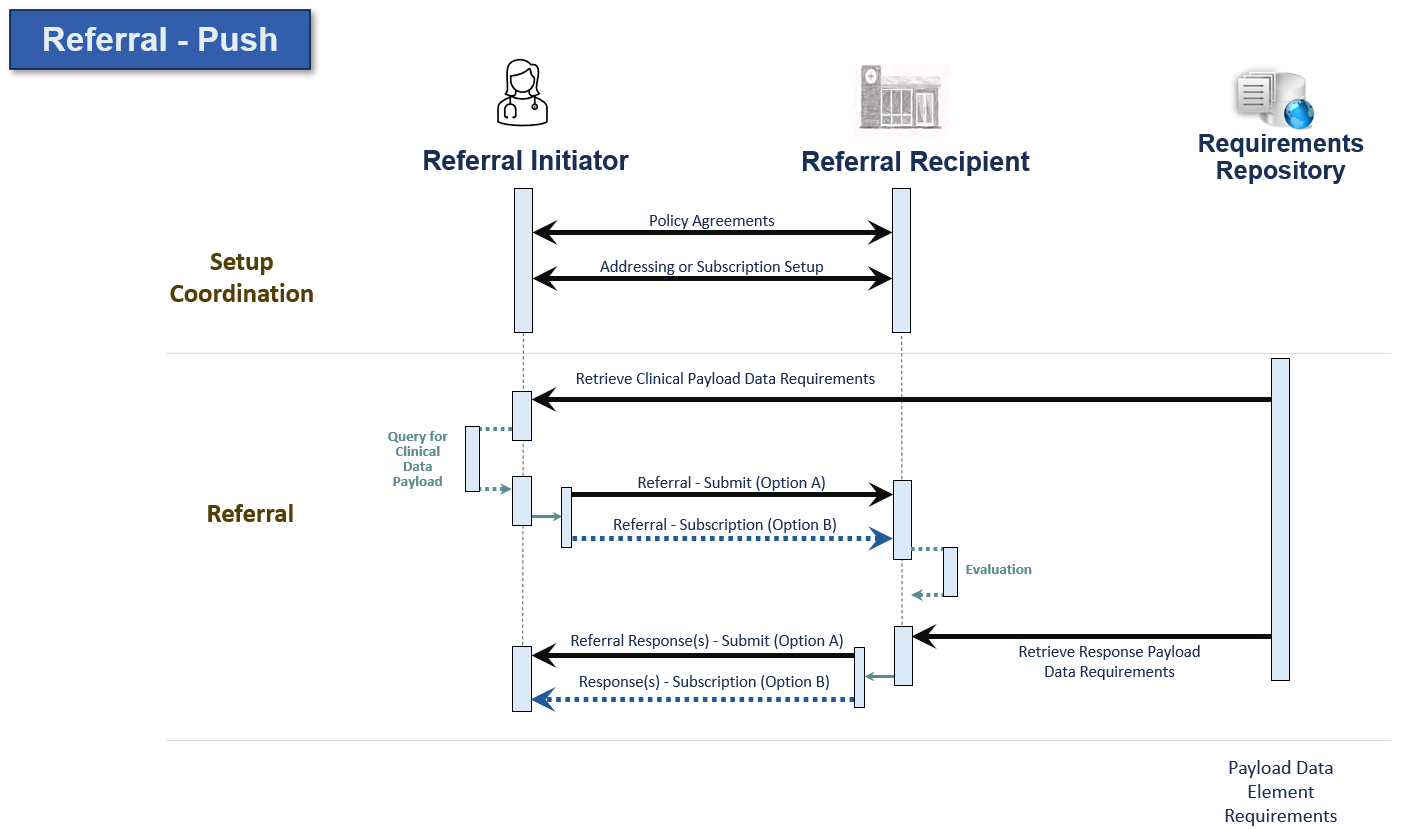 Referral - Push
Referral Initiator
Referral Recipient
Requirements
Repository
Policy Agreements
Setup
Coordination
Addressing or Subscription Setup
Retrieve Clinical Payload Data Requirements
Query for
Clinical
Data
Payload
Referral - Submit (Option A)
Referral
Referral - Subscription (Option B)
Evaluation
Referral Response(s) - Submit (Option A)
Retrieve Response Payload
Data Requirements
Response(s) - Subscription (Option B)
Payload Data
Element
Requirements